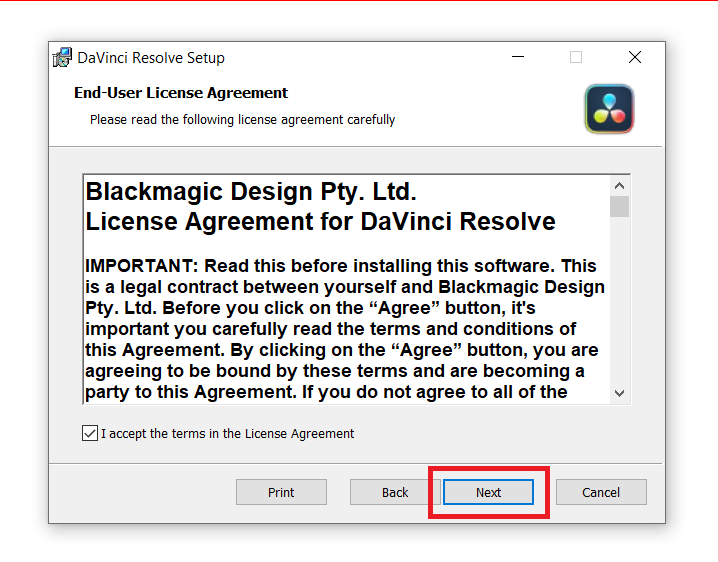 DaVinci Resolve Setup
End-User License Agreement
Please read the following license agreement carefully
Blackmagic Design Pty. Ltd.
License Agreement for DaVinci Resolve
IMPORTANT: Read this before installing this software. This
is a legal contract between yourself and Blackmagic Design
Pty. Ltd. Before you click on the “Agree” button, it's
important you carefully read the terms and conditions of
this Agreement. By clicking on the “Agree” button, you are
agreeing to be bound by these terms and are becoming a
party to this Agreement. If you do not agree to all of the
I accept the terms in the License Agreement
Print Back Next Cancel